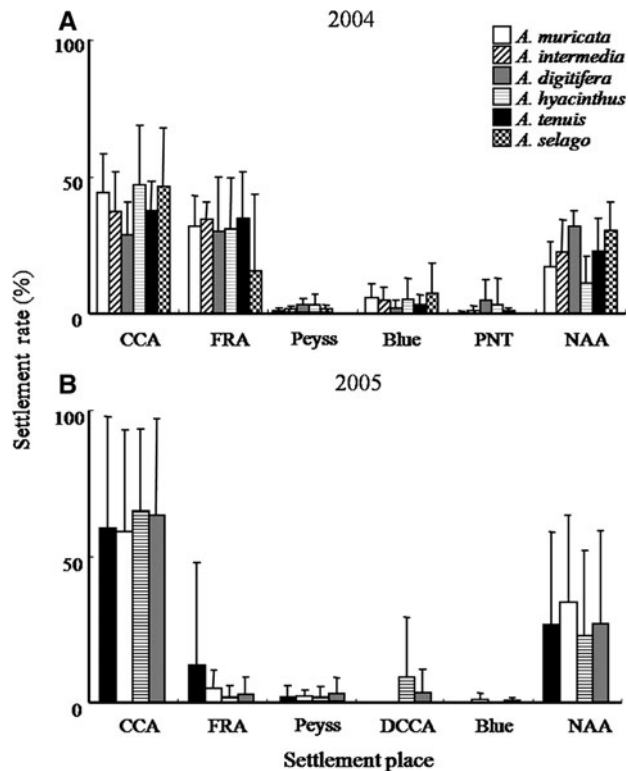 A
2004
100
A. muricata
A. intermedia
A. digitifera
A. hyacinthus
A. tenuis
A. selago
50
0
CCA FRA Peyss Blue PNT NAA
Settlement rate (%)
B
2005
100
50
0
CCA FRA Peyss DCCA Blue NAA
Settlement place